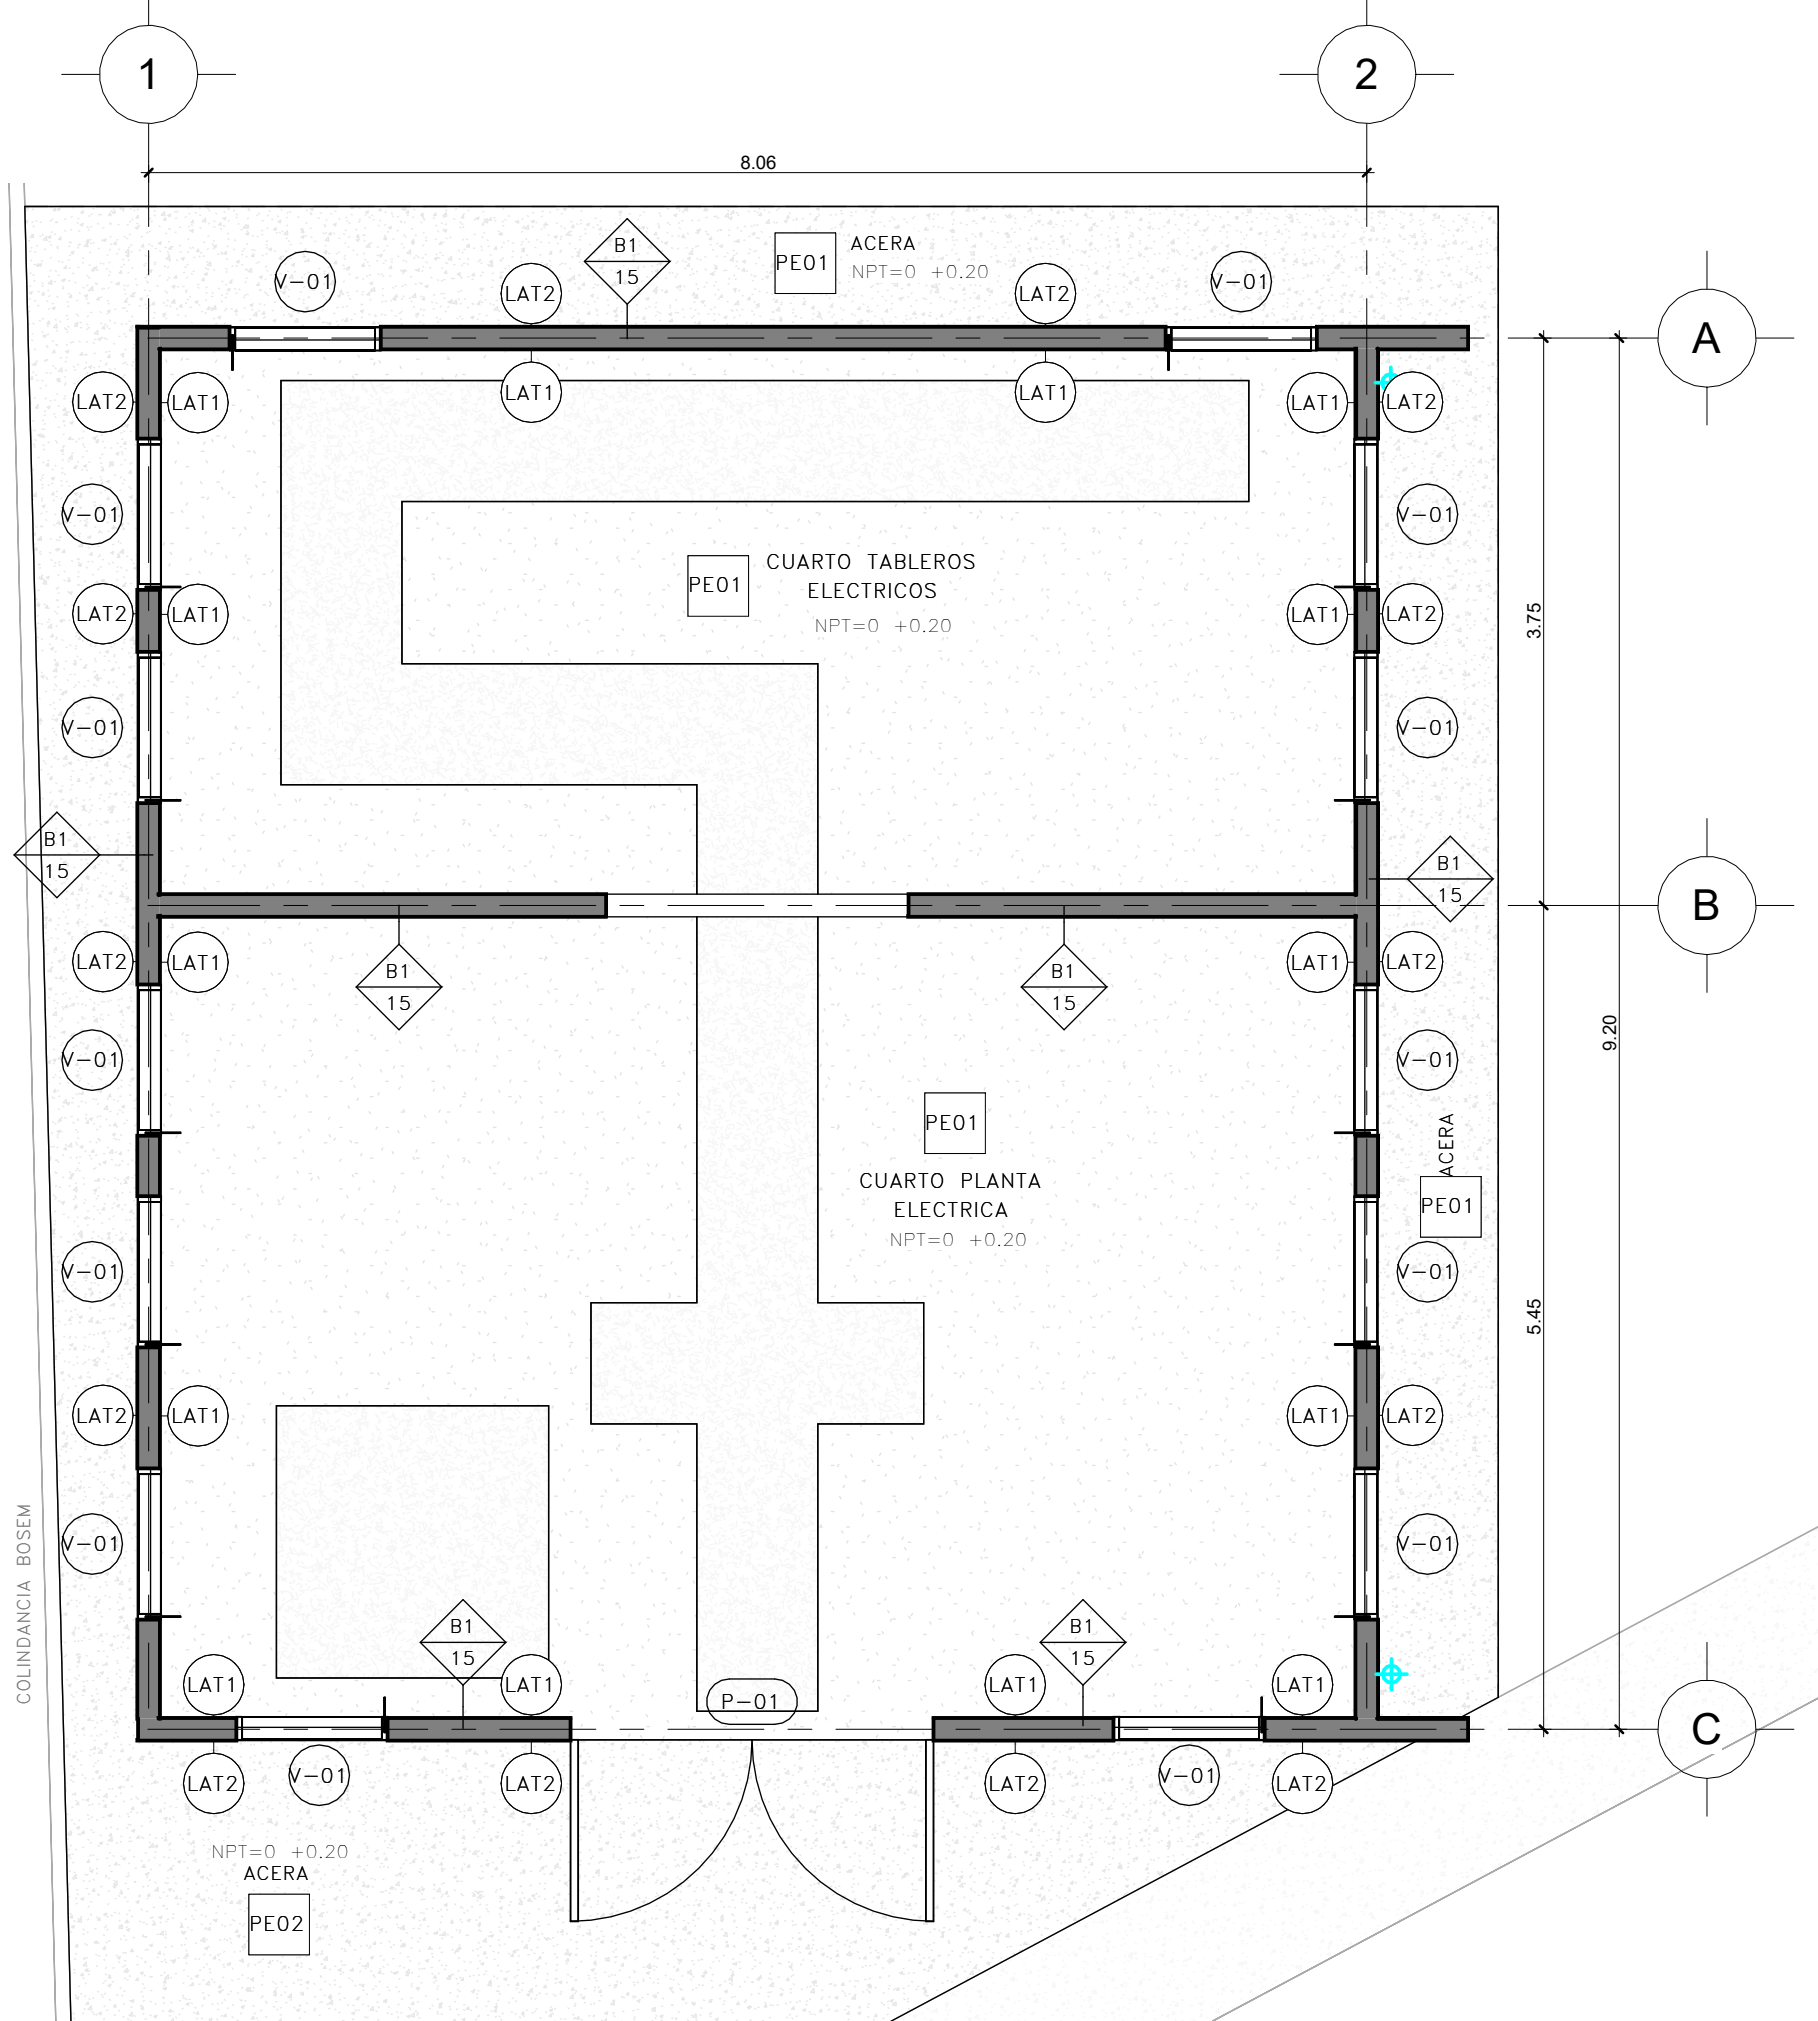 1
2
8.06
B1
15
PE01
ACERA
NPT=0 +0.20
V-01
LAT2
LAT2
V-01
A
LAT1
LAT1
LAT2
LAT1
LAT1
LAT2
V-01
V-01
PE01
CUARTO TABLEROS
ELECTRICOS
NPT=0 +0.20
LAT2
LAT1
LAT1
LAT2
3.75
V-01
V-01
B1
15
B1
15
B
LAT2
LAT1
B1
15
B1
15
LAT1
LAT2
9.20
V-01
V-01
PE01
CUARTO PLANTA
ELECTRICA
NPT=0 +0.20
ACERA
PE01
V-01
V-01
5.45
LAT2
LAT1
LAT1
LAT2
COLINDANCIA BOSEM
V-01
V-01
B1
15
B1
15
LAT1
LAT1
P-01
LAT1
LAT1
C
LAT2
V-01
LAT2
LAT2
V-01
LAT2
NPT=0 +0.20
ACERA
PE02